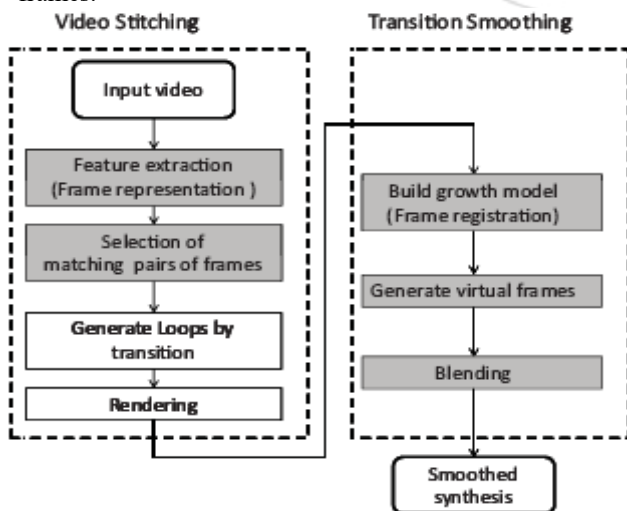 frames.
Video Stitching
Input video
Feature extraction
(Frame representation )
Selection of
matching pairs of frames
Generate Loops by
transition
Rendering
Transition Smoothing
Build growth model
(Frame registration)
Generate virtual frames
Blending
Smoothed
synthesis